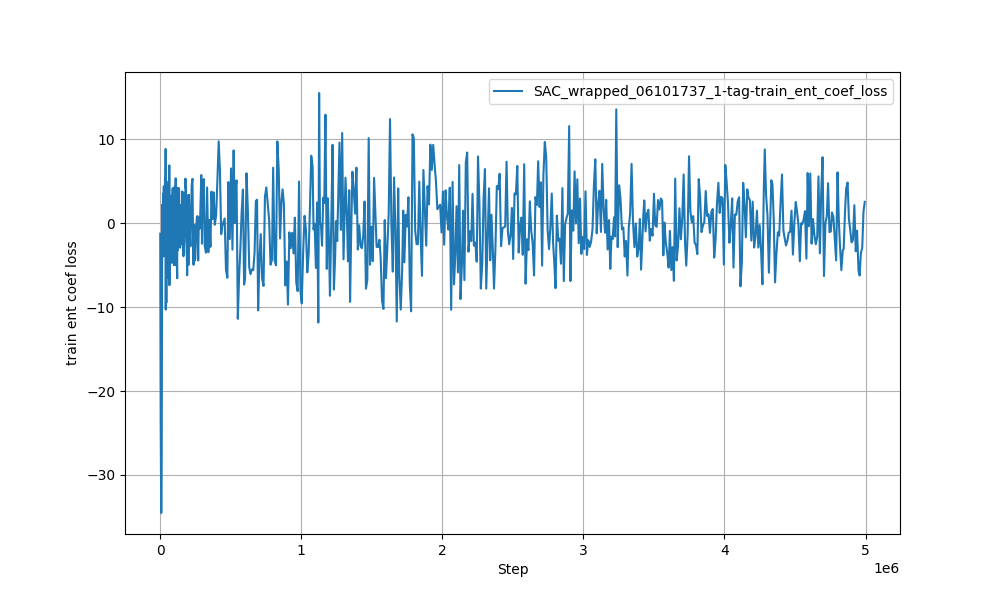 SAC_wrapped_06101737_1-tag-train_ent_coef_loss
10
0
−10
−20
−30
train ent coef loss
0 1 2 3 4 5
1e6
Step